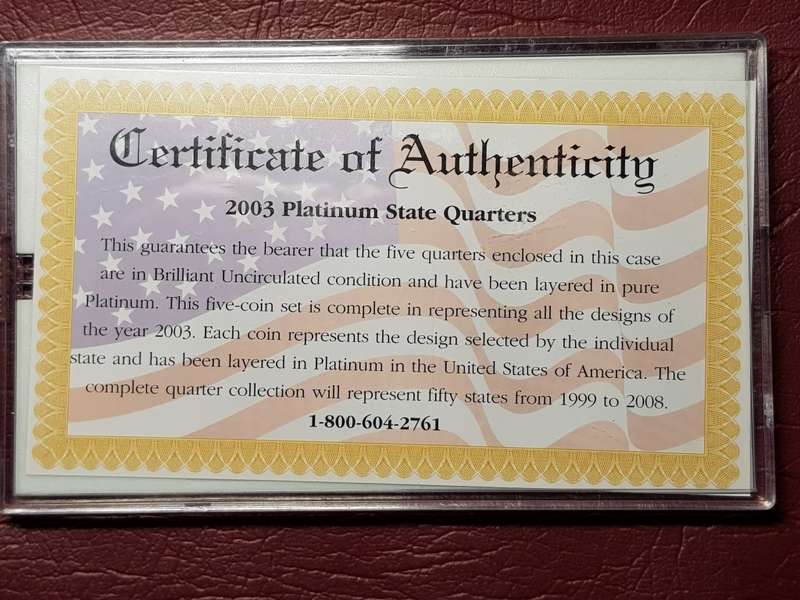 Certificate of Authenticity
2003 Platinum State Quarters
This guarantees the bearer that the five quarters enclosed in this case
are in Brilliant Uncirculated condition and have been layered in pure
Platinum. This five-coin set is complete in representing all the designs of
the year 2003. Each coin represents the design selected by the individual
state and has been layered in Platinum in the United States of America. The
complete quarter collection will represent fifty states from 1999 to 2008.
1-800-604-2761